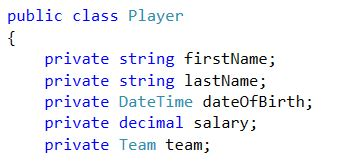 public class Player
{
    private string firstName;
    private string lastName;
    private DateTime dateOfBirth;
    private decimal salary;
    private Team team;